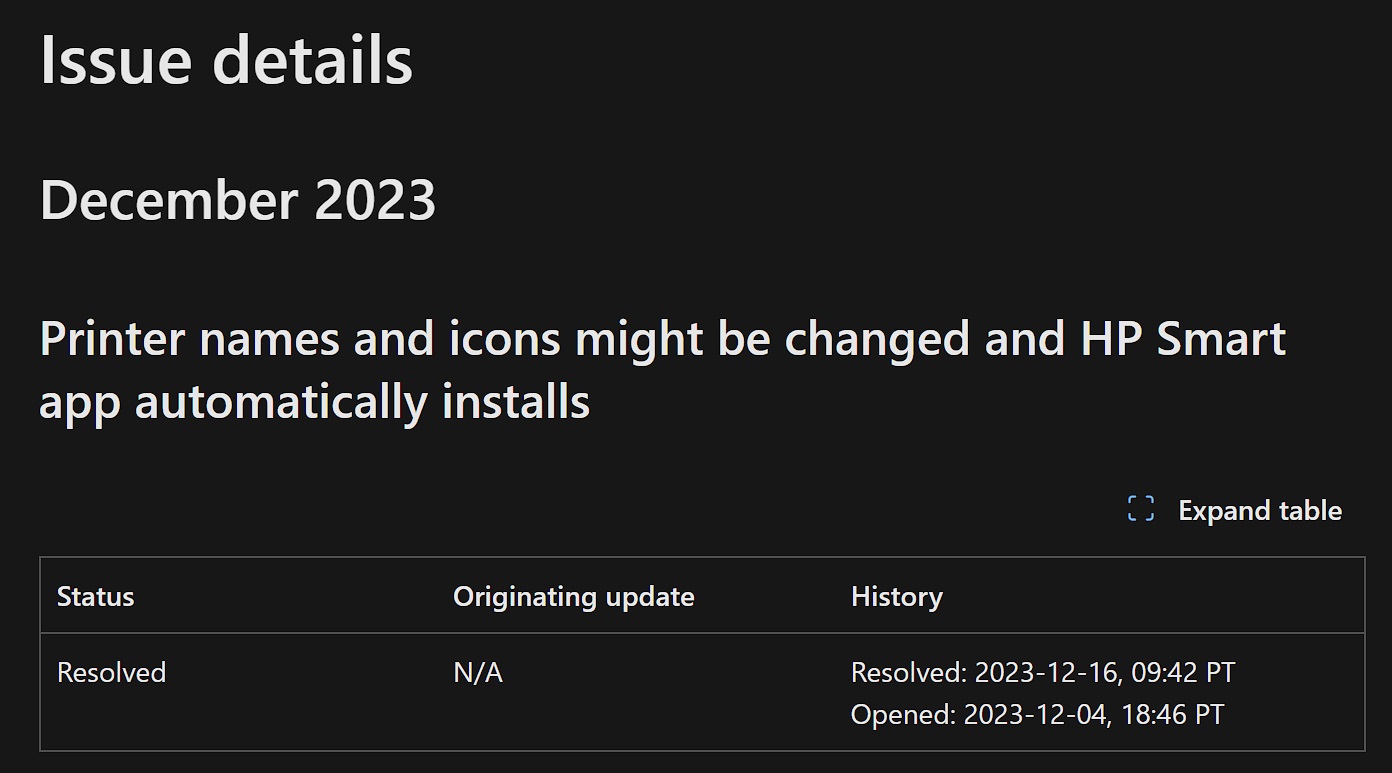 Issue details
December 2023
Printer names and icons might be changed and HP Smart
app automatically installs
Expand table
Status Originating update History
Resolved N/A Resolved: 2023-12-16, 09:42 PT
Opened: 2023-12-04, 18:46 PT